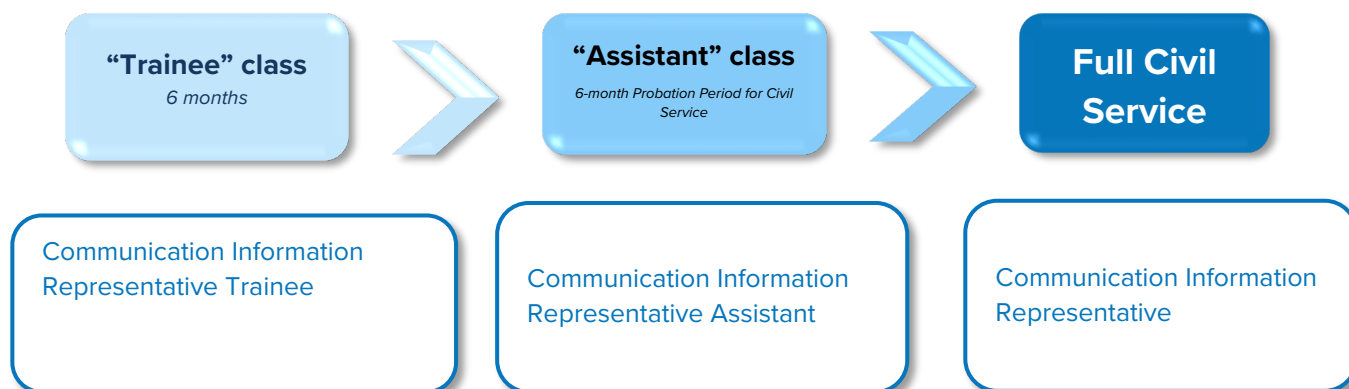 “Trainee” class
6 months
“Assistant” class
6-month Probation Period for Civil
Service
Full Civil
Service
Communication Information
Representative Trainee
Communication Information
Representative Assistant
Communication Information
Representative